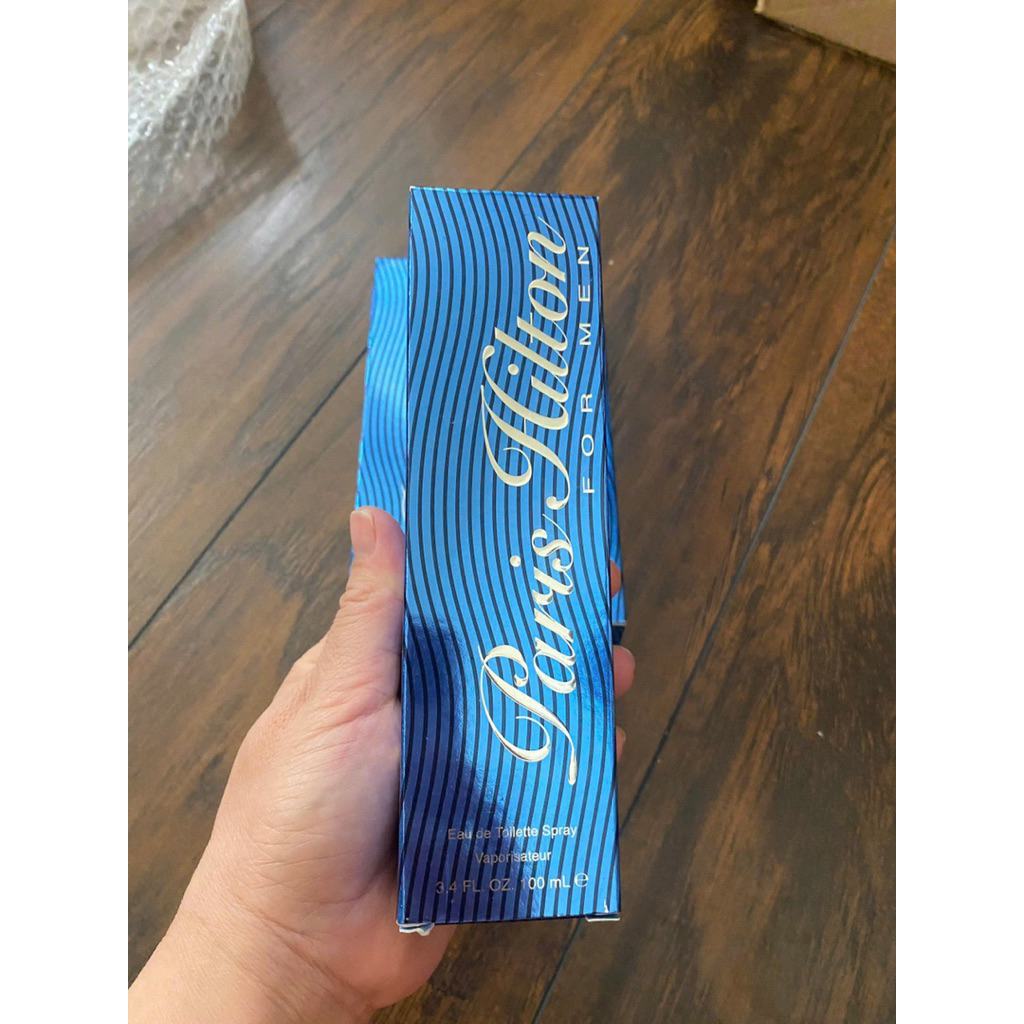 Paris Hilton
FOR MEN
Eau de Toilette Spray
Vaporisateur
3.4 FL. OZ. 100 mL ℮